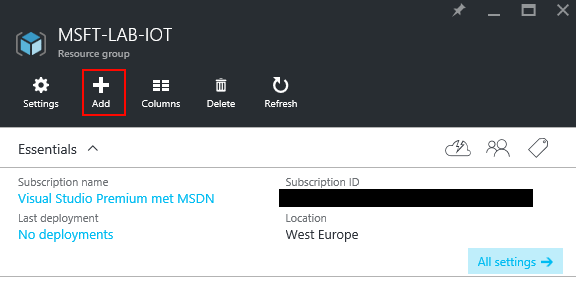 MSFT-LAB-IOT
Resource group
Settings
Add
Columns
Delete
Refresh
Essentials
Subscription name
Subscription ID
Visual Studio Premium met MSDN
Last deployment
Location
No deployments
West Europe
All settings